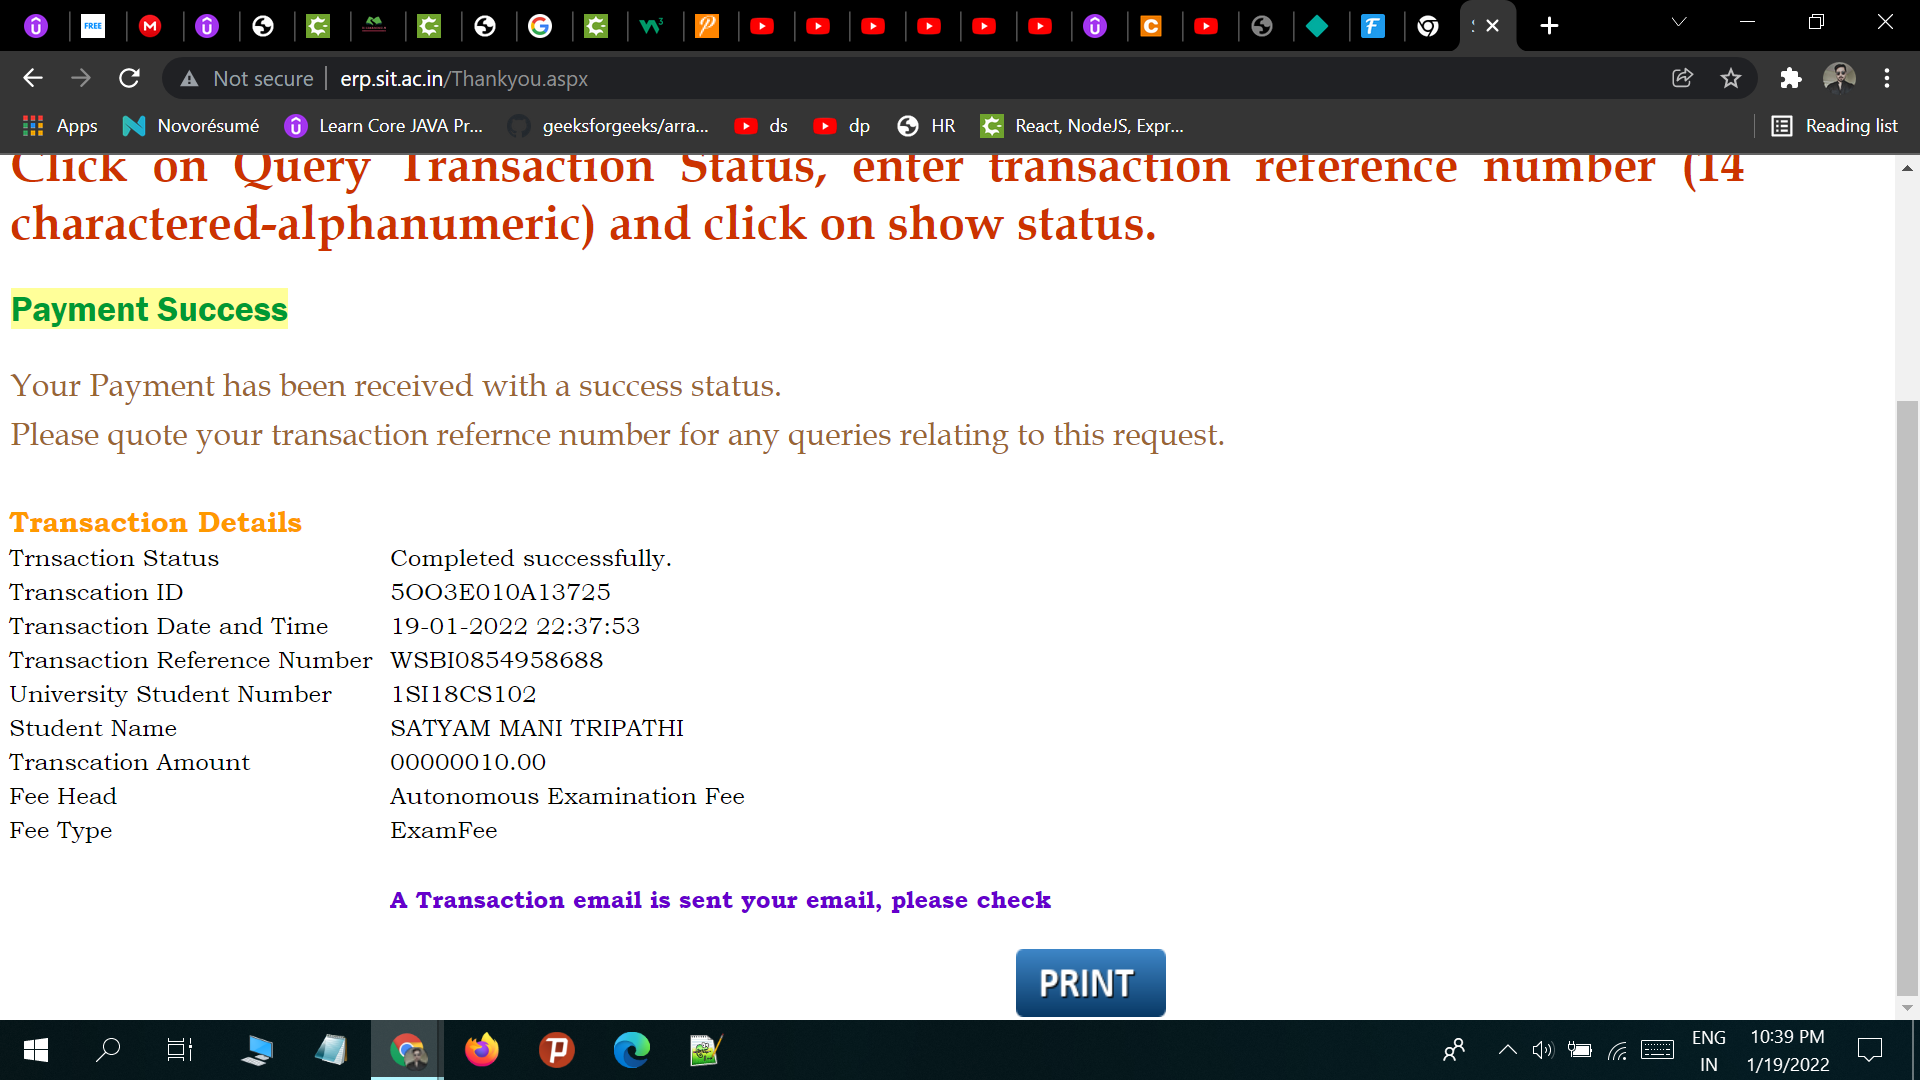 FREE
Not secure
erp.sit.ac.in/Thankyou.aspx
Apps
Novorésumé
Learn Core JAVA Pr...
geeksforgeeks/arra...
ds
dp
HR
React, NodeJS, Expr...
Reading list
Click on Query Transaction Status, enter transaction reference number (14
charactered-alphanumeric) and click on show status.
Payment Success
Your Payment has been received with a success status.
Please quote your transaction refernce number for any queries relating to this request.
Transaction Details
Trnsaction Status Completed successfully.
Transcation ID 5OO3E010A13725
Transaction Date and Time 19-01-2022 22:37:53
Transaction Reference Number WSBI0854958688
University Student Number 1SI18CS102
Student Name SATYAM MANI TRIPATHI
Transcation Amount 00000010.00
Fee Head Autonomous Examination Fee
Fee Type ExamFee
A Transaction email is sent your email, please check
PRINT
ENG
IN
10:39 PM
1/19/2022